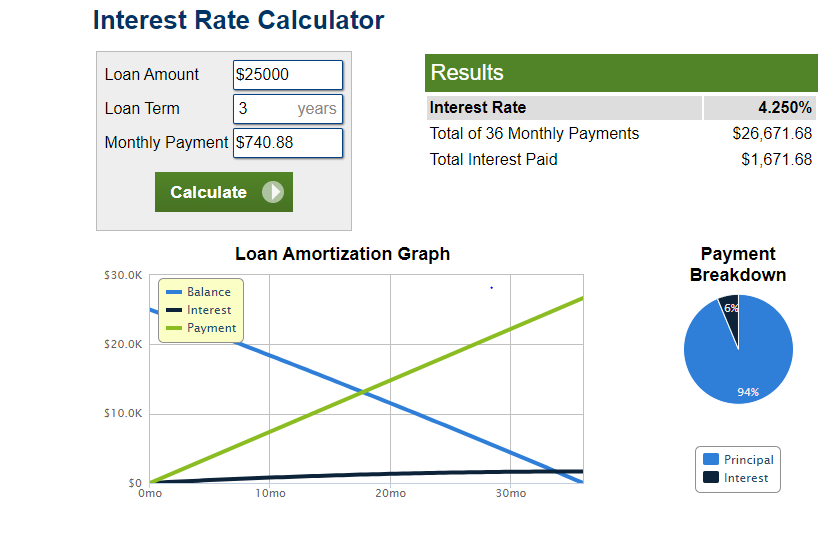 Interest Rate Calculator
Loan Amount $25000
Loan Term 3 years
Monthly Payment $740.88
Calculate
Results
Interest Rate 4.250%
Total of 36 Monthly Payments $26,671.68
Total Interest Paid $1,671.68
Loan Amortization Graph
$30.0K
$20.0K
$10.0K
$0
Balance
Interest
Payment
0mo 10mo 20mo 30mo
Payment
Breakdown
6%
94%
Principal
Interest